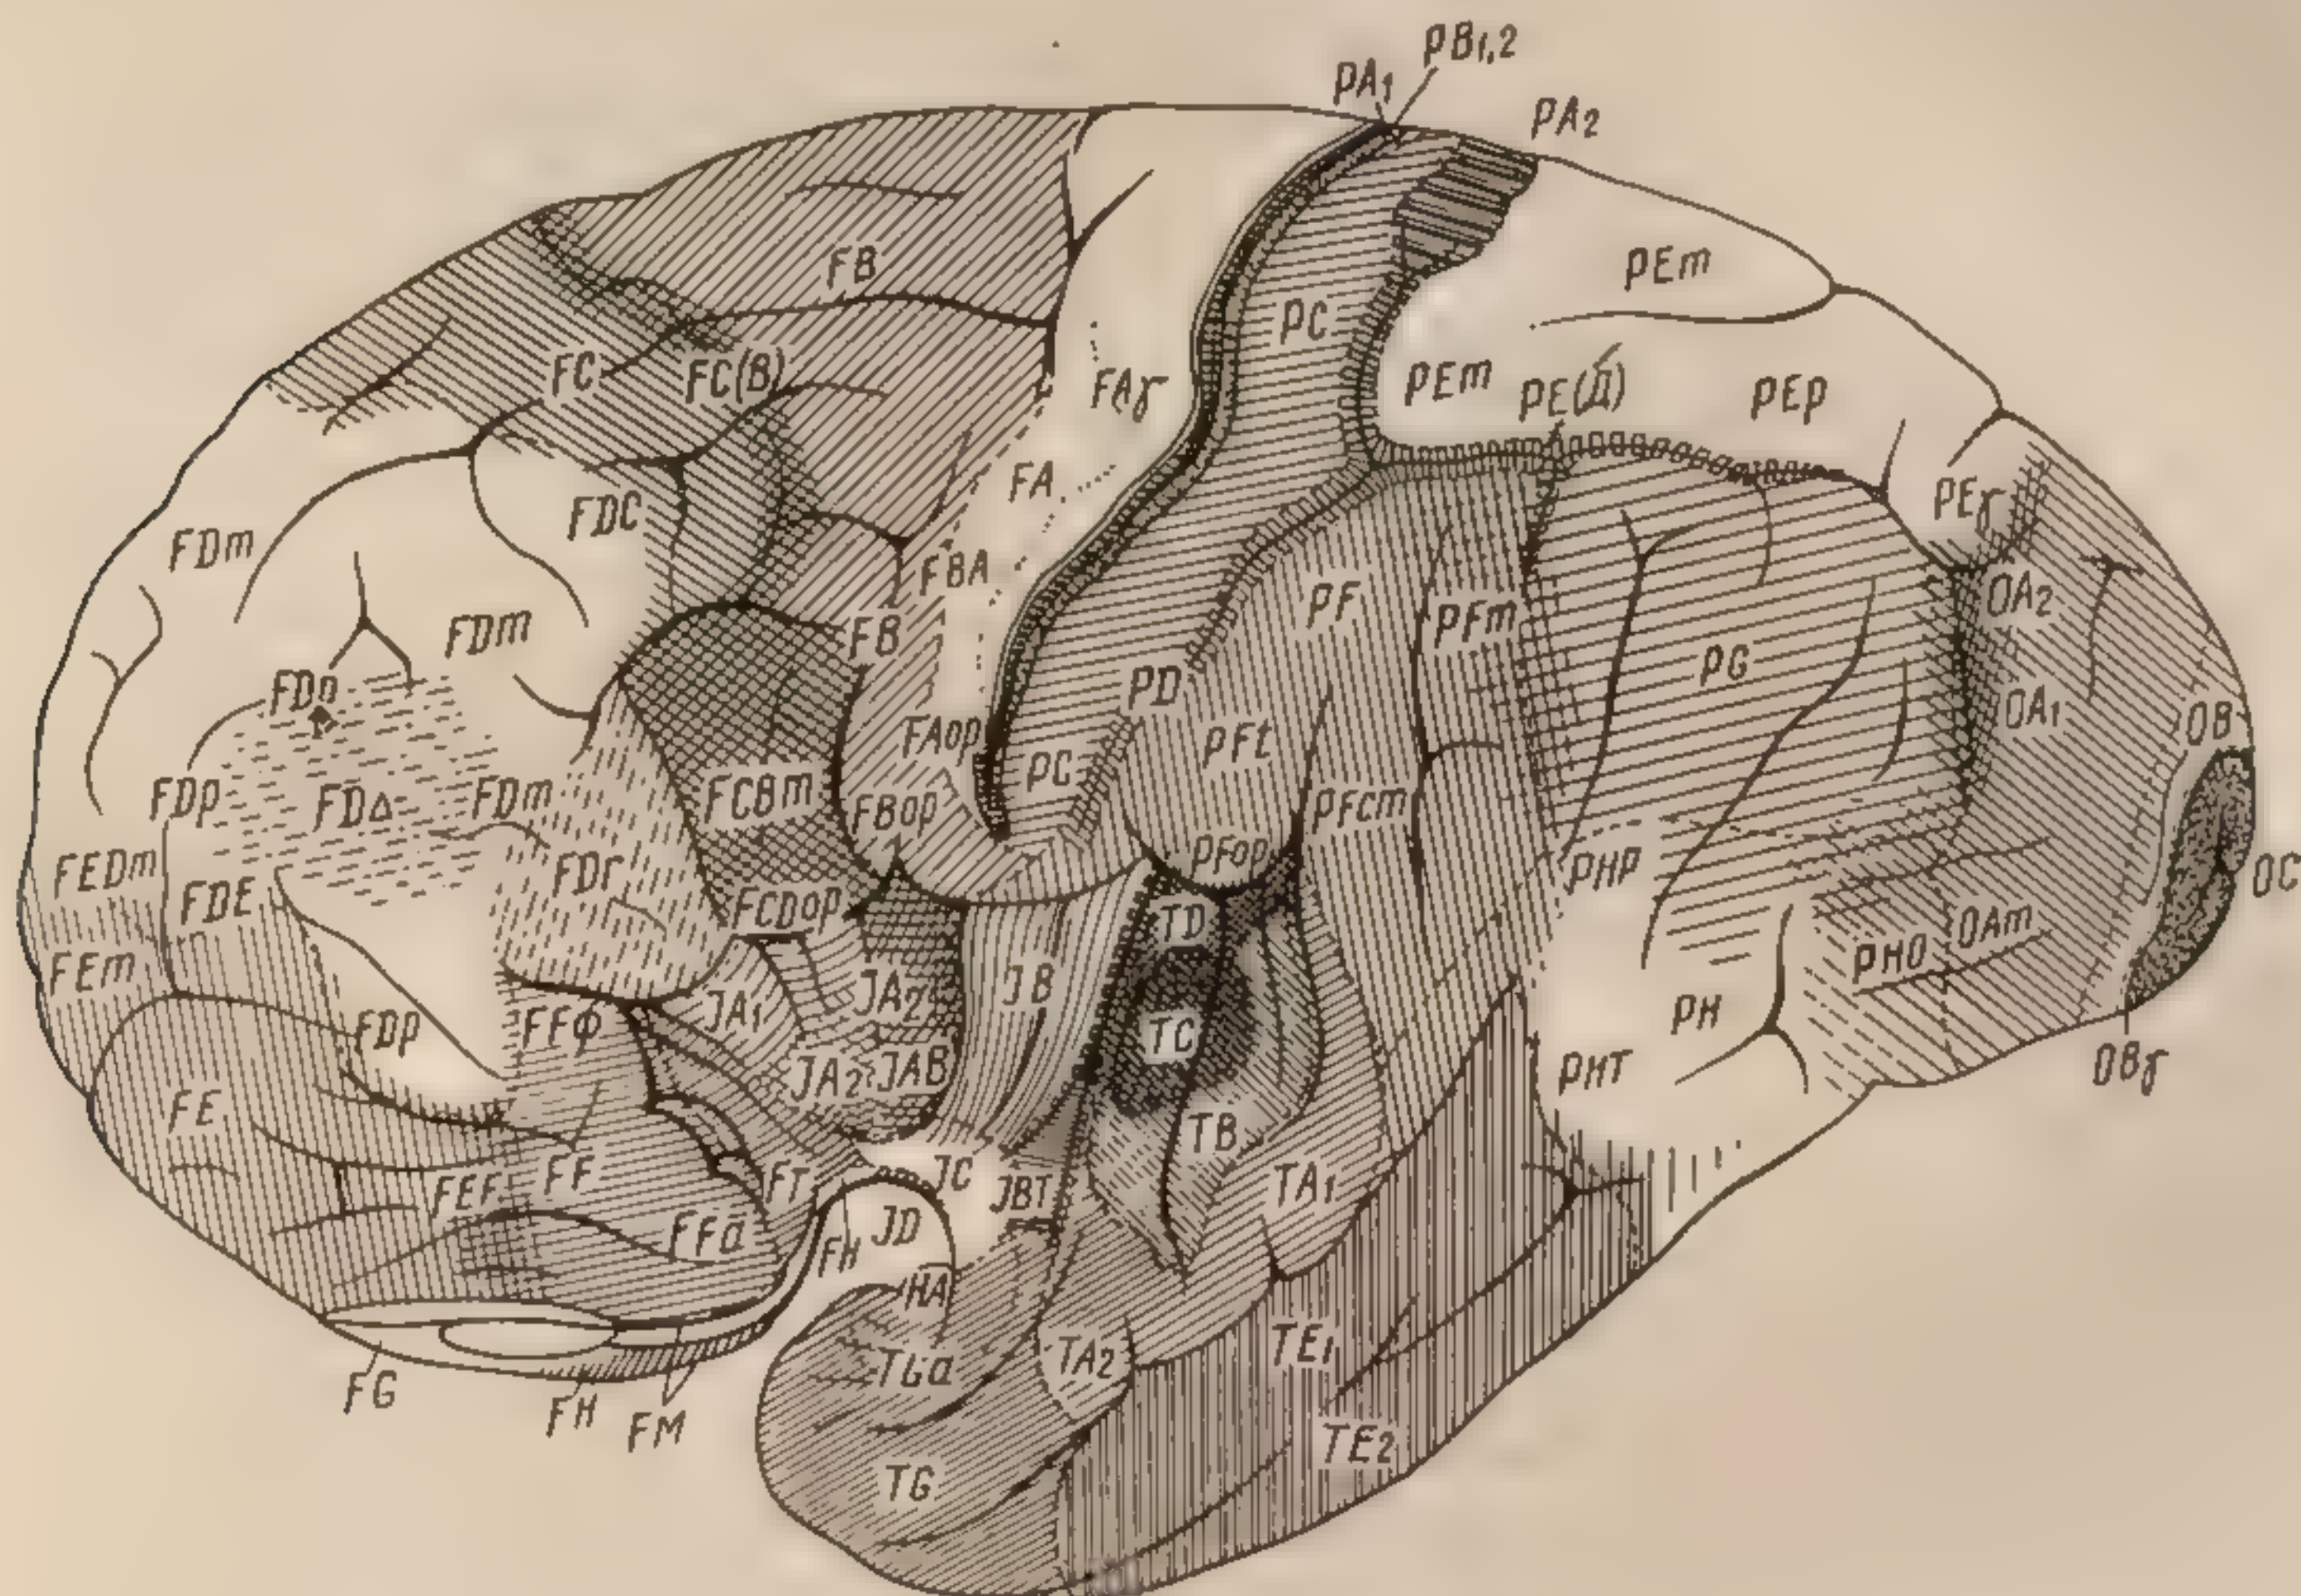 PB1,2
PA1
PA2
FB
PEm
PC
FC
FC(B)
FAγ
PEm
PE(Д)
PEp
FA
FDC
PEγ
FDm
FBA
OA2
PF
PFm
FDm
FB
PG
PD
OA1
OB
FAop
PFt
PC
FDp
FDΔ
FDm
FCBm
FBop
PFcm
PFop
PHP
FEDm
FDΓ
OC
FDE
FCDop
TD
OAm
PHO
FEm
JA1
JA2
JB
PH
FDp
FFФ
TC
PHT
OBγ
JA2
JAB
FE
TB
FF
FT
JC
JBT
TA1
FEF
FFa
FH
JD
HA
TE1
TGa
TA2
FG
FH
FM
TE2
TG